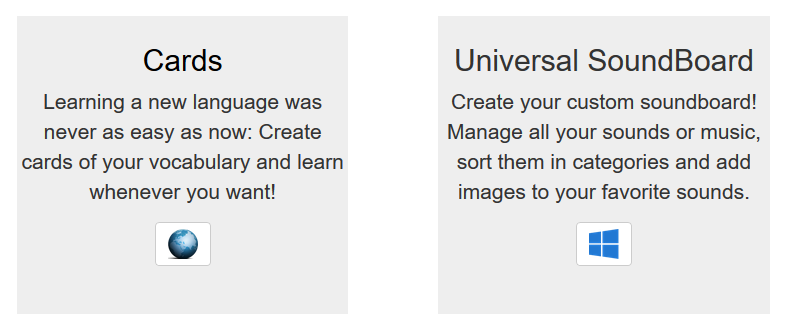 Cards
Learning a new language was
never as easy as now: Create
cards of your vocabulary and learn
whenever you want!
Universal SoundBoard
Create your custom soundboard!
Manage all your sounds or music,
sort them in categories and add
images to your favorite sounds.